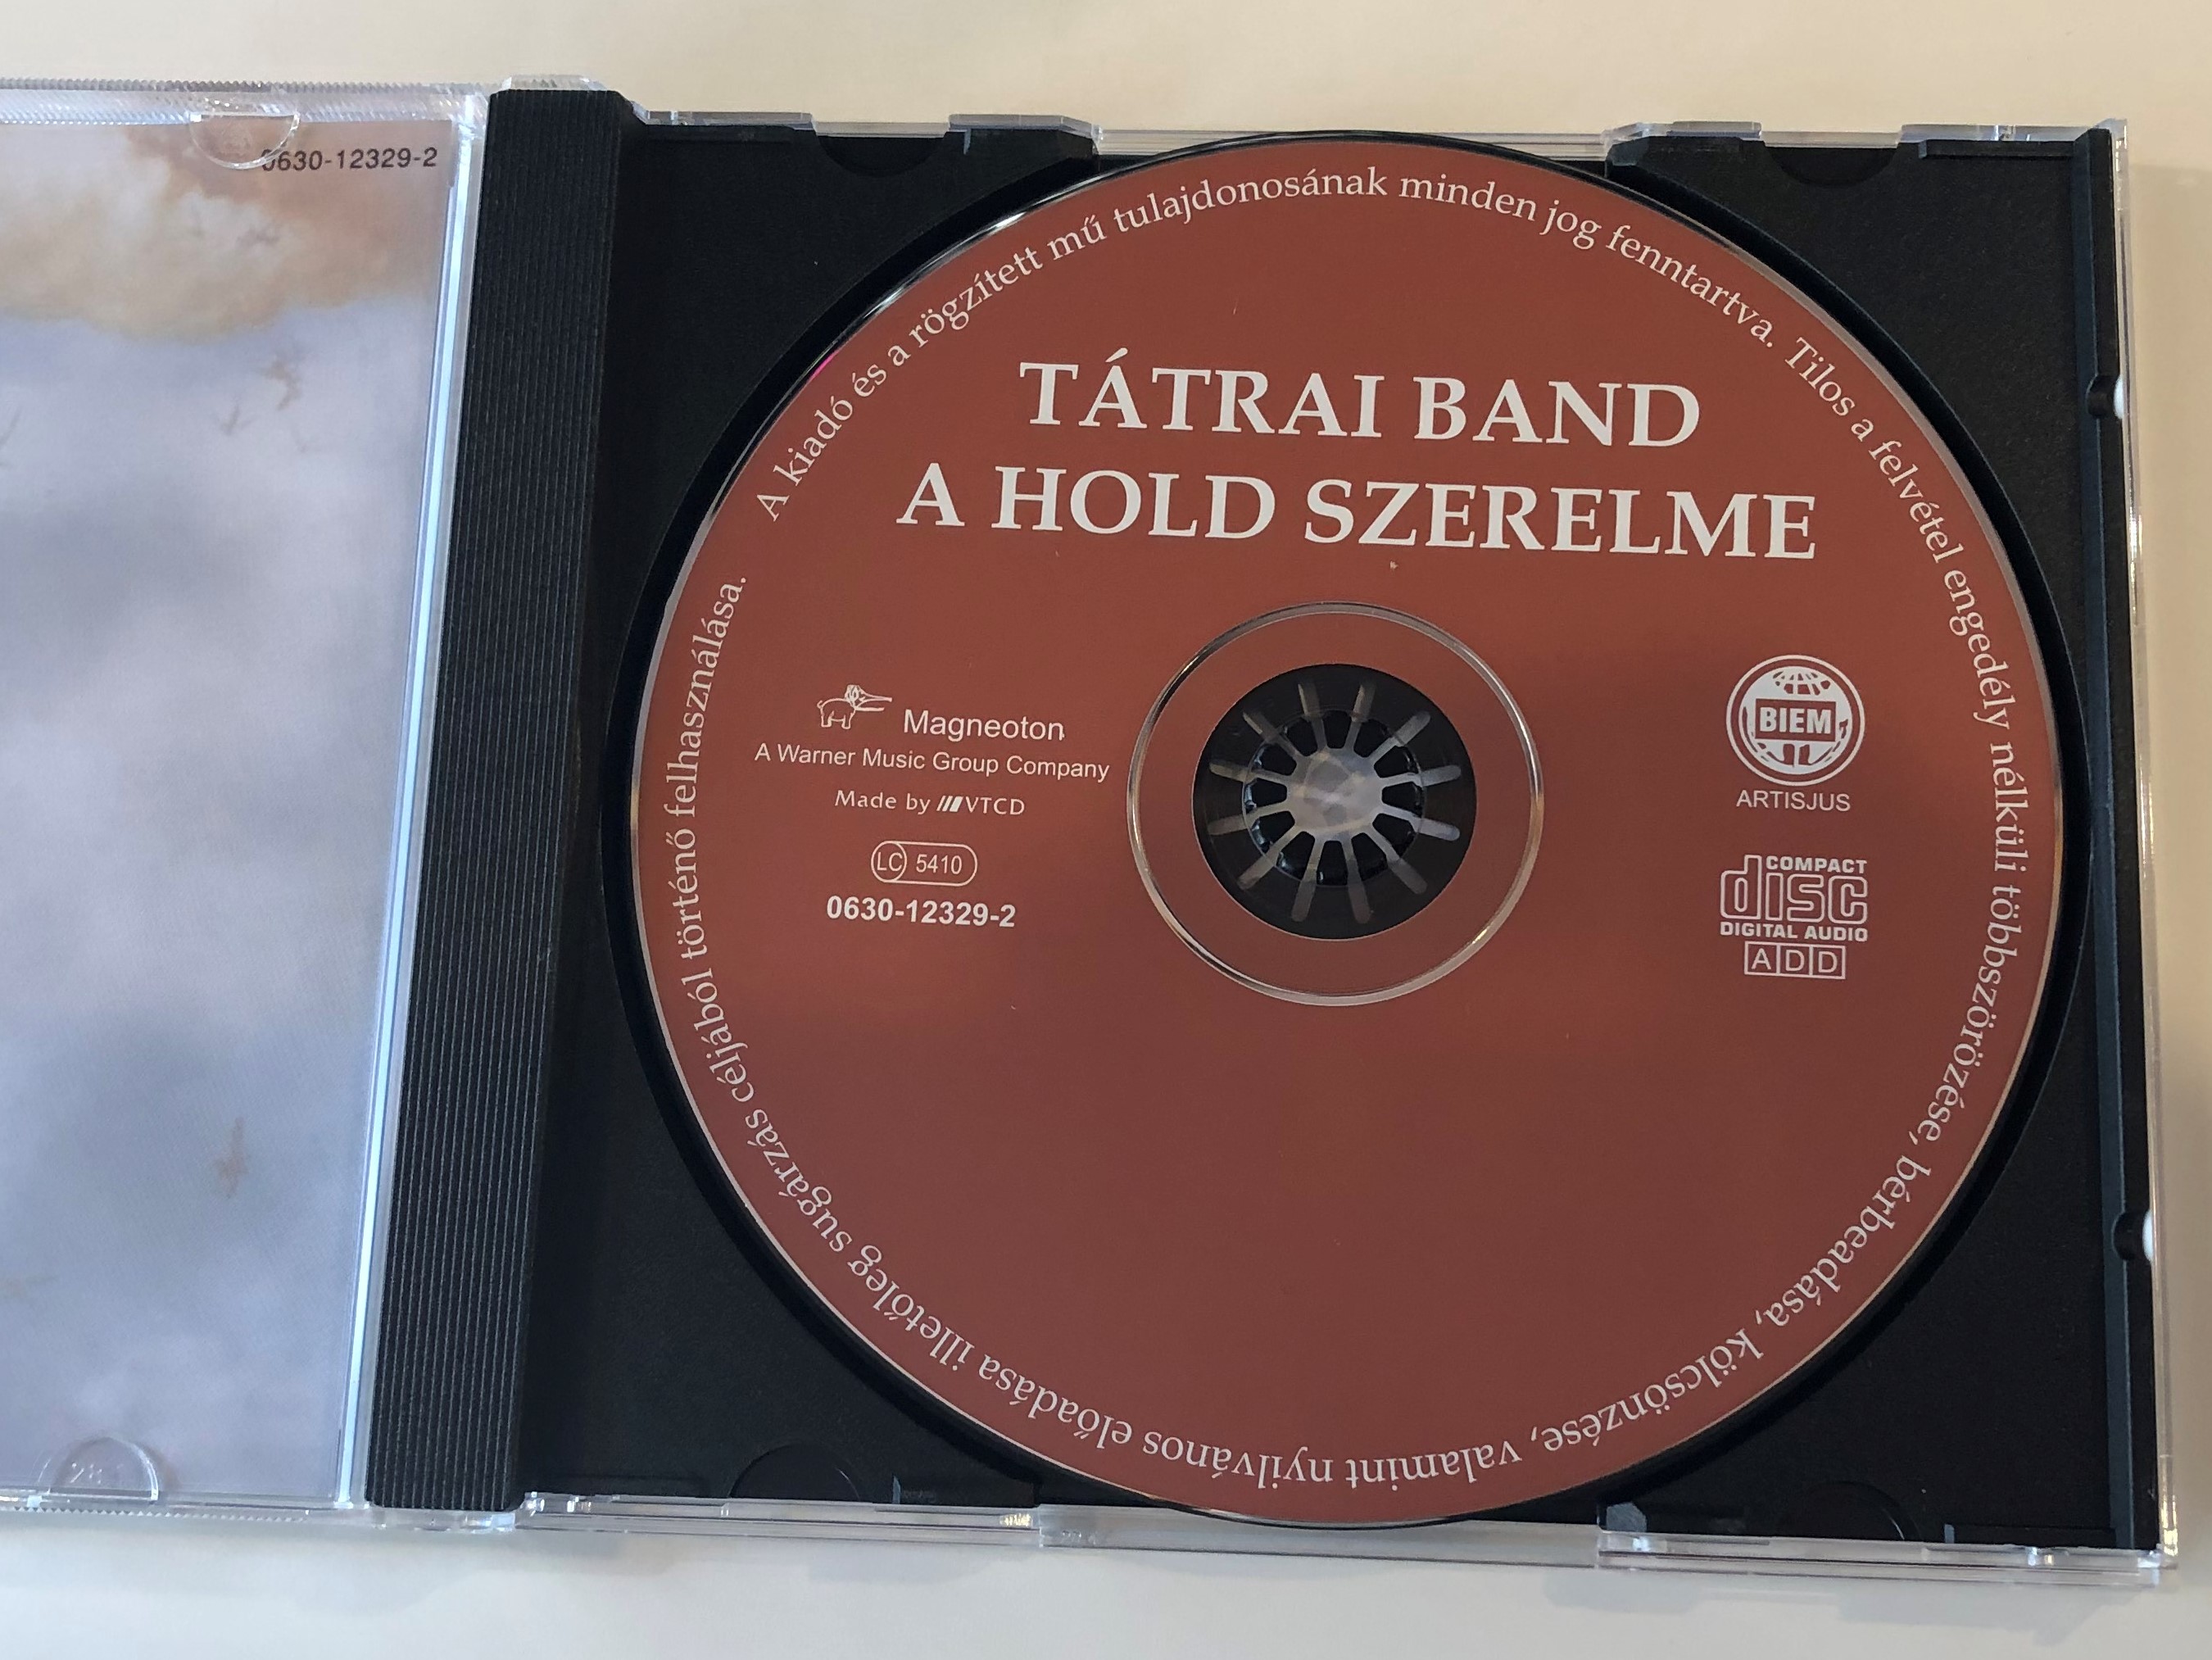 0630-12329-2
A kiadó és a rögzített mű tulajdonosának minden jog fenntartva. Tilos a felvétel engedély nélküli többszörözése, bérbeadása, kölcsönzése, valamint nyilvános előadása illetőleg sugárzás céljából történő felhasználása.
TÁTRAI BAND
A HOLD SZERELME
Magneoton
A Warner Music Group Company
Made by VTCD
LC 5410
0630-12329-2
BIEM
ARTISJUS
COMPACT
disc
DIGITAL AUDIO
ADD